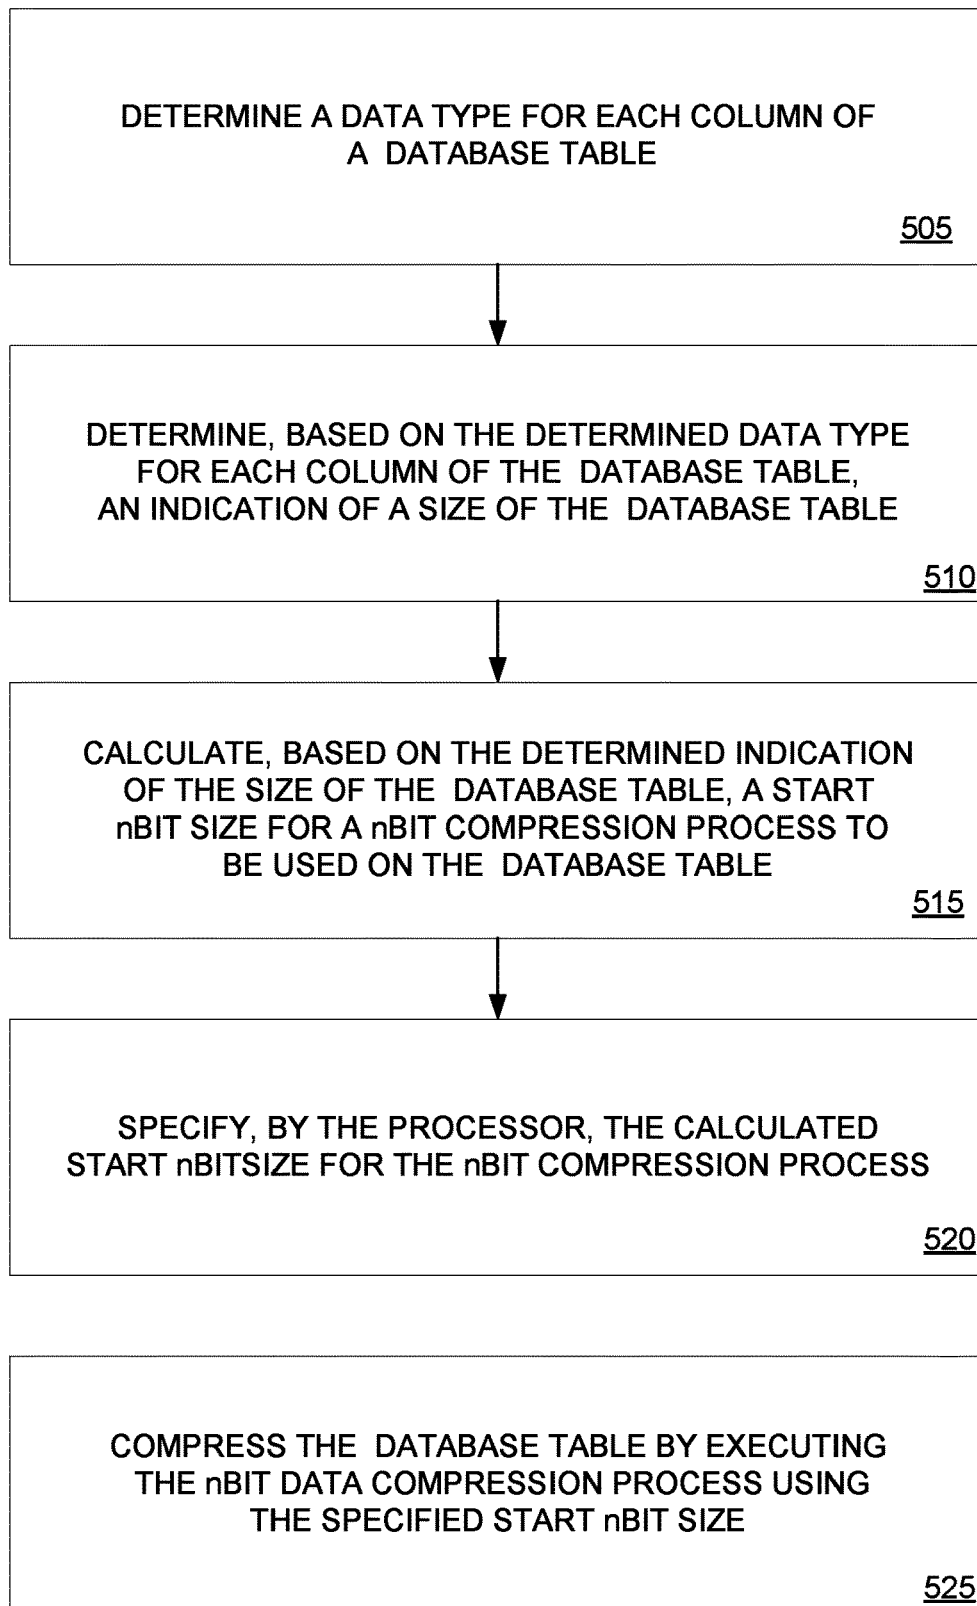 DETERMINE A DATA TYPE FOR EACH COLUMN OF
A DATABASE TABLE
505
DETERMINE, BASED ON THE DETERMINED DATA TYPE
FOR EACH COLUMN OF THE DATABASE TABLE,
AN INDICATION OF A SIZE OF THE DATABASE TABLE
510
CALCULATE, BASED ON THE DETERMINED INDICATION
OF THE SIZE OF THE DATABASE TABLE, A START
nBIT SIZE FOR A nBIT COMPRESSION PROCESS TO
BE USED ON THE DATABASE TABLE
515
SPECIFY, BY THE PROCESSOR, THE CALCULATED
START nBITSIZE FOR THE nBIT COMPRESSION PROCESS
520
COMPRESS THE DATABASE TABLE BY EXECUTING
THE nBIT DATA COMPRESSION PROCESS USING
THE SPECIFIED START nBIT SIZE
525